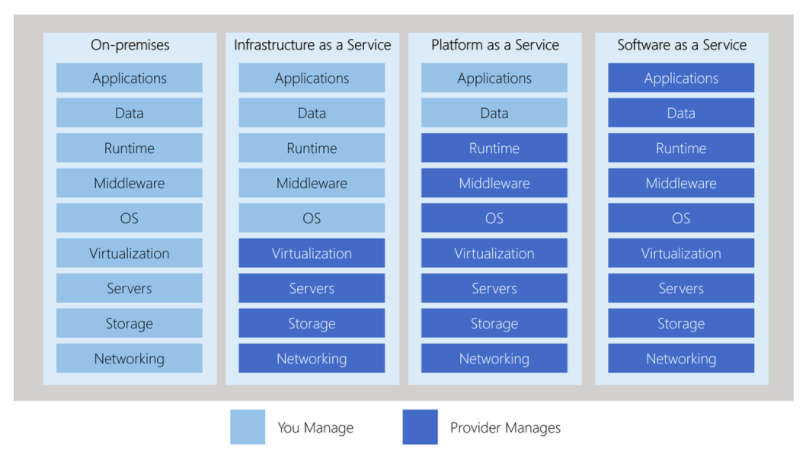 On-premises
Applications
Data
Runtime
Middleware
OS
Virtualization
Servers
Storage
Networking
Infrastructure as a Service
Applications
Data
Runtime
Middleware
OS
Virtualization
Servers
Storage
Networking
Platform as a Service
Applications
Data
Runtime
Middleware
OS
Virtualization
Servers
Storage
Networking
Software as a Service
Applications
Data
Runtime
Middleware
OS
Virtualization
Servers
Storage
Networking
You Manage
Provider Manages